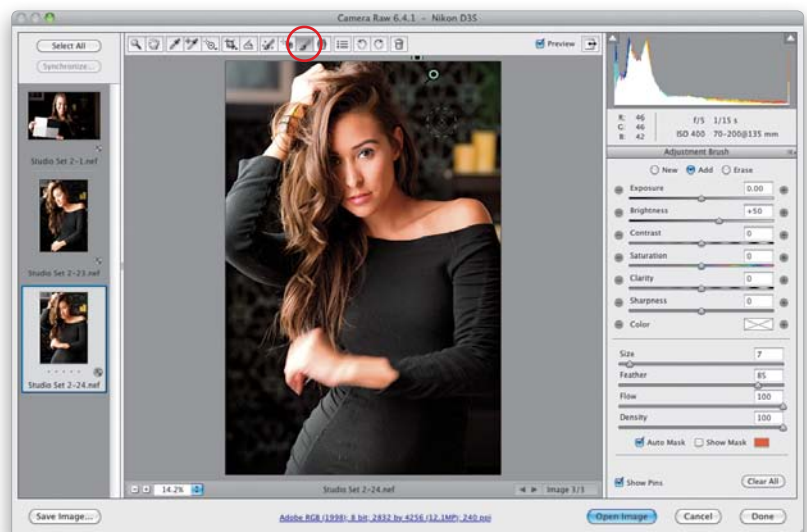 Camera Raw 6.4.1 - Nikon D3S
Select All
Synchronize...
Preview
Studio Set 2-1.nef
Studio Set 2-23.nef
Studio Set 2-24.nef
R: 46
G: 46
B: 42
f/5 1/15 s
ISO 400 70-200@135 mm
Adjustment Brush
New Add Erase
Exposure 0.00
Brightness +50
Contrast 0
Saturation 0
Clarity 0
Sharpness 0
Color
Size 7
Feather 85
Flow 100
Density 100
Auto Mask Show Mask
Show Pins Clear All
14.2% Studio Set 2-24.nef Image 3/3
Save Image... Adobe RGB (1998); 8 bit; 2832 by 4256 (12.1MP); 240 ppi Open Image Cancel Done